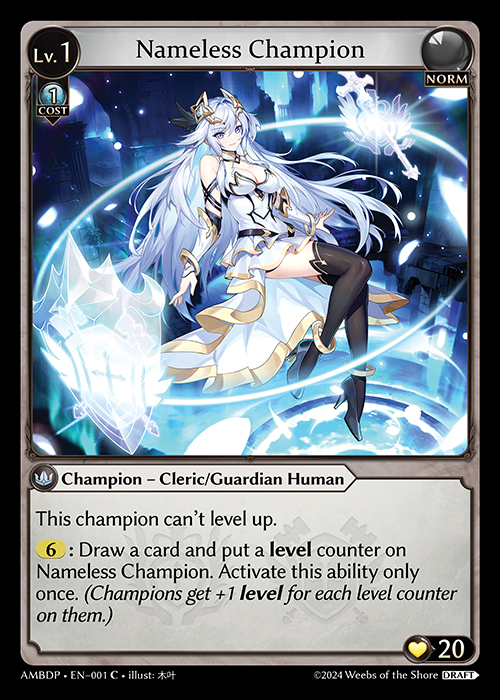 Lv. 1
Nameless Champion
NORM
1
COST
Champion – Cleric/Guardian Human
This champion can't level up.
6 : Draw a card and put a level counter on
Nameless Champion. Activate this ability only
once. (Champions get +1 level for each level counter
on them.)
20
AMBDP • EN–001 C • illust: 木叶
©2024 Weebs of the Shore DRAFT